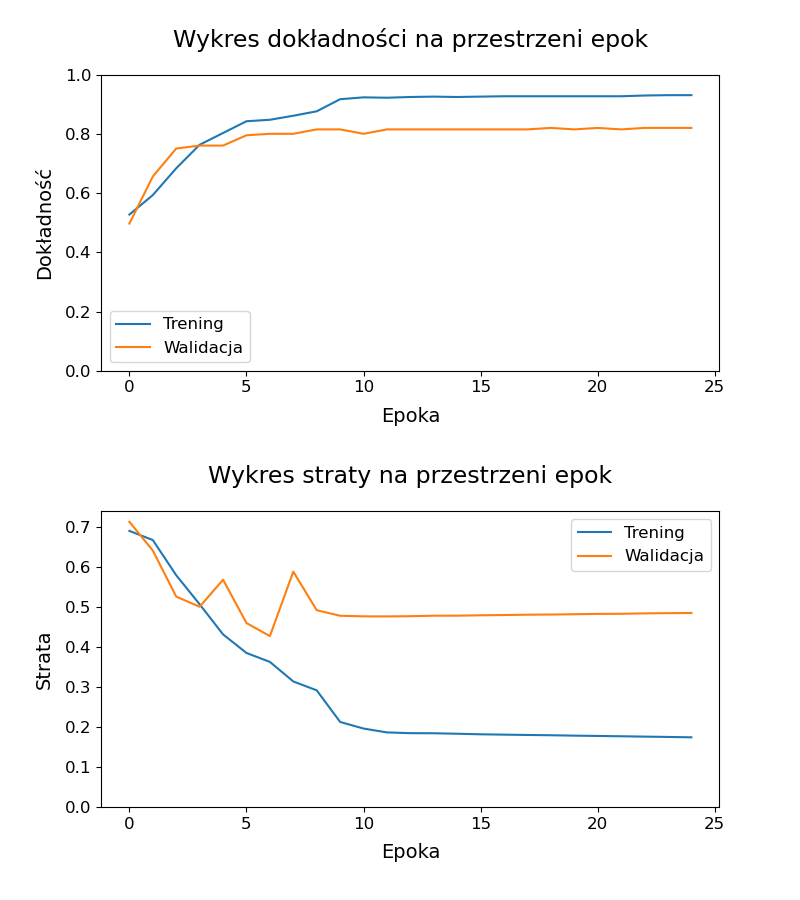 Wykres dokładności na przestrzeni epok
1.0
0.8
0.6
0.4
0.2
0.0
Dokładność
Trening
Walidacja
0 5 10 15 20 25
Epoka
Wykres straty na przestrzeni epok
0.7
0.6
0.5
0.4
0.3
0.2
0.1
0.0
Strata
Trening
Walidacja
0 5 10 15 20 25
Epoka